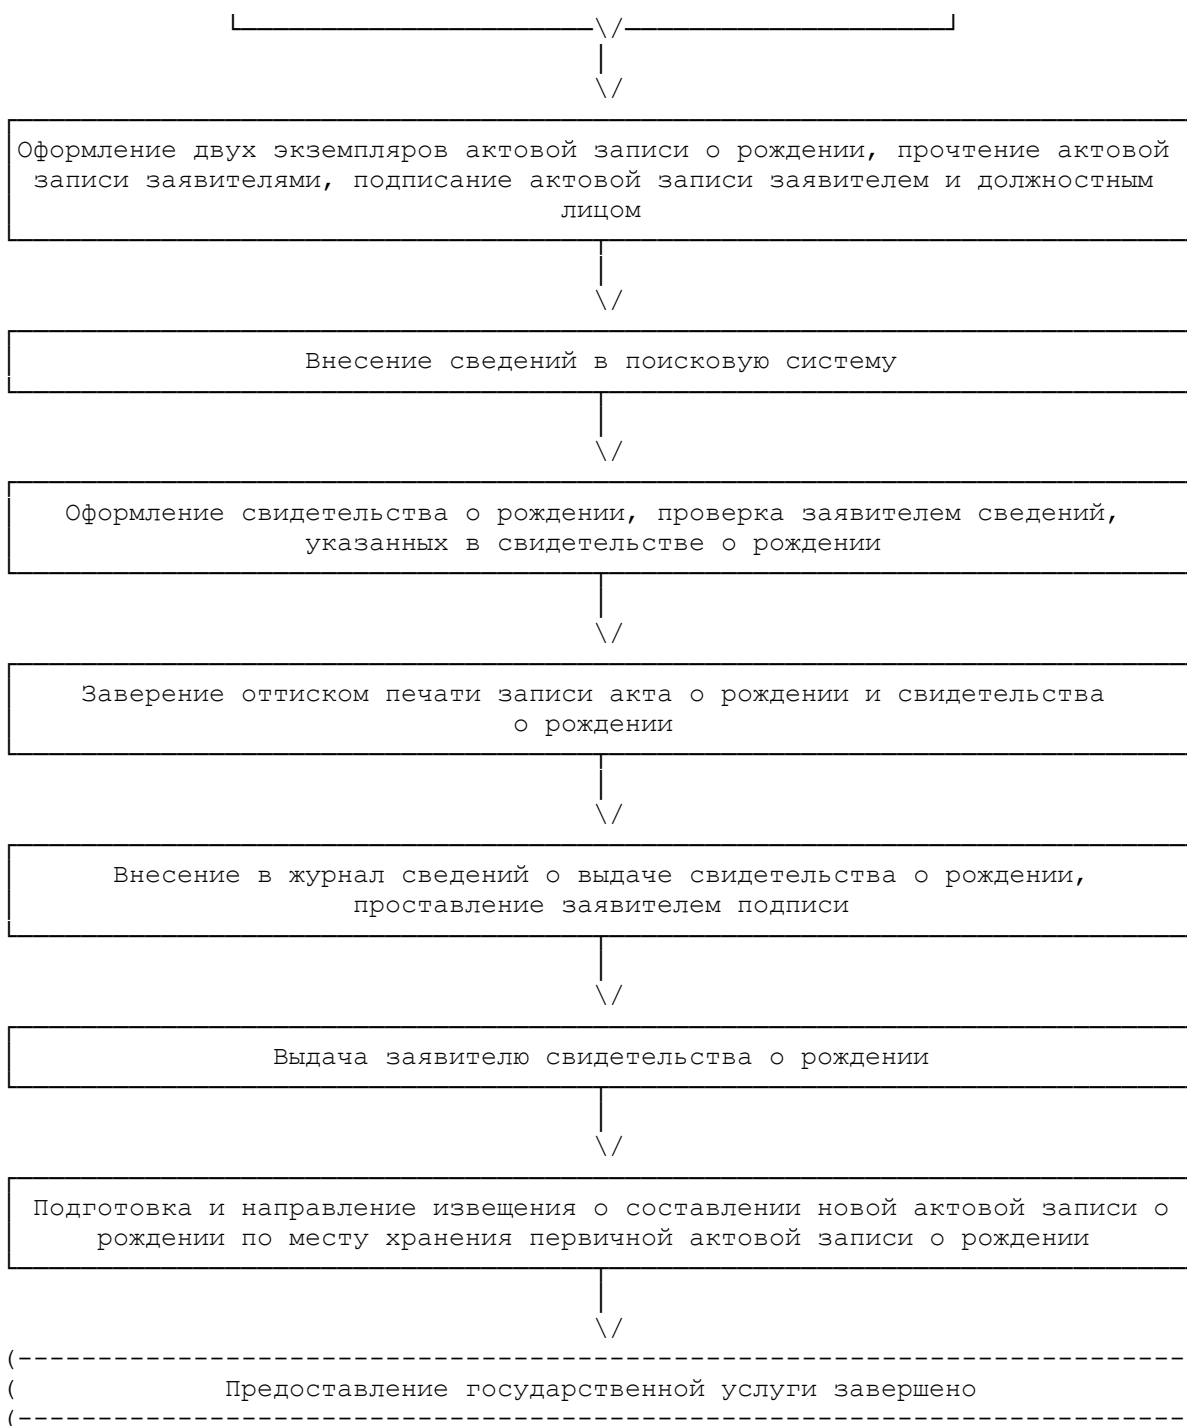 Оформление двух экземпляров актовой записи о рождении, прочтение актовой
записи заявителями, подписание актовой записи заявителем и должностным
лицом
Внесение сведений в поисковую систему
Оформление свидетельства о рождении, проверка заявителем сведений,
указанных в свидетельстве о рождении
Заверение оттиском печати записи акта о рождении и свидетельства
о рождении
Внесение в журнал сведений о выдаче свидетельства о рождении,
проставление заявителем подписи
Выдача заявителю свидетельства о рождении
Подготовка и направление извещения о составлении новой актовой записи о
рождении по месту хранения первичной актовой записи о рождении
Предоставление государственной услуги завершено